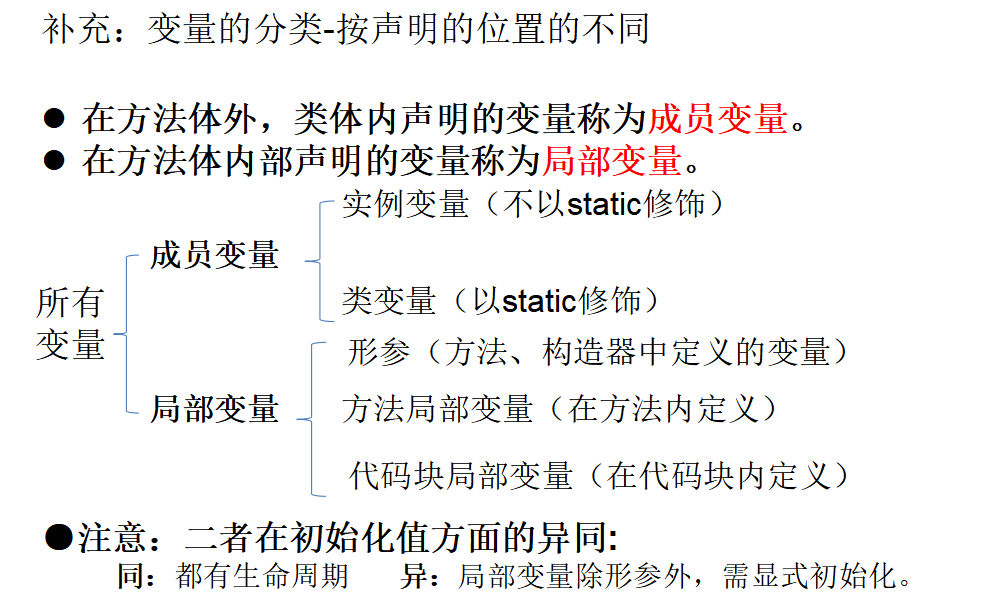 补充：变量的分类-按声明的位置的不同
● 在方法体外，类体内声明的变量称为成员变量。
● 在方法体内部声明的变量称为局部变量。
实例变量（不以static修饰）
成员变量
类变量（以static修饰）
所有
变量
形参（方法、构造器中定义的变量）
局部变量
方法局部变量（在方法内定义）
代码块局部变量（在代码块内定义）
●注意：二者在初始化值方面的异同:
同：都有生命周期 异：局部变量除形参外，需显式初始化。